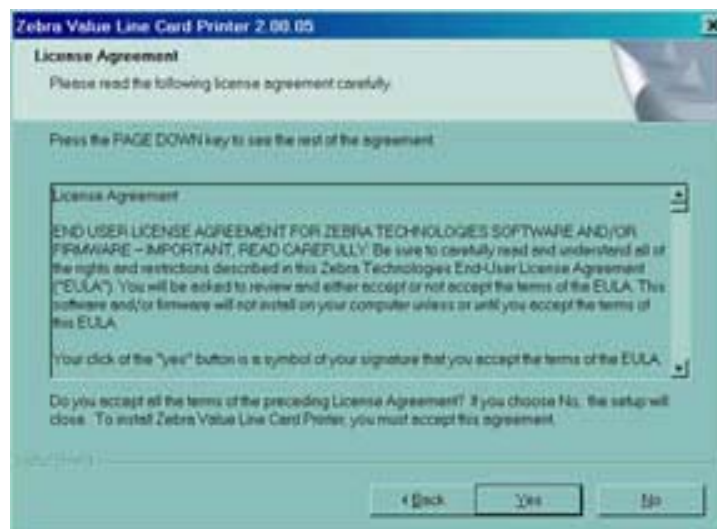 Zebra Value Line Card Printer 2.00.05
License Agreement
Please read the following license agreement carefully.
Press the PAGE DOWN key to see the rest of the agreement.
License Agreement
END USER LICENSE AGREEMENT FOR ZEBRA TECHNOLOGIES SOFTWARE AND/OR
FIRMWARE – IMPORTANT, READ CAREFULLY: Be sure to carefully read and understand all of
the rights and restrictions described in this Zebra Technologies End-User License Agreement
("EULA"). You will be asked to review and either accept or not accept the terms of the EULA. This
software and/or firmware will not install on your computer unless or until you accept the terms of
this EULA.
Your click of the "yes" button is a symbol of your signature that you accept the terms of the EULA.
Do you accept all the terms of the preceding License Agreement? If you choose No, the setup will
close. To install Zebra Value Line Card Printer, you must accept this agreement.
< Back
Yes
No